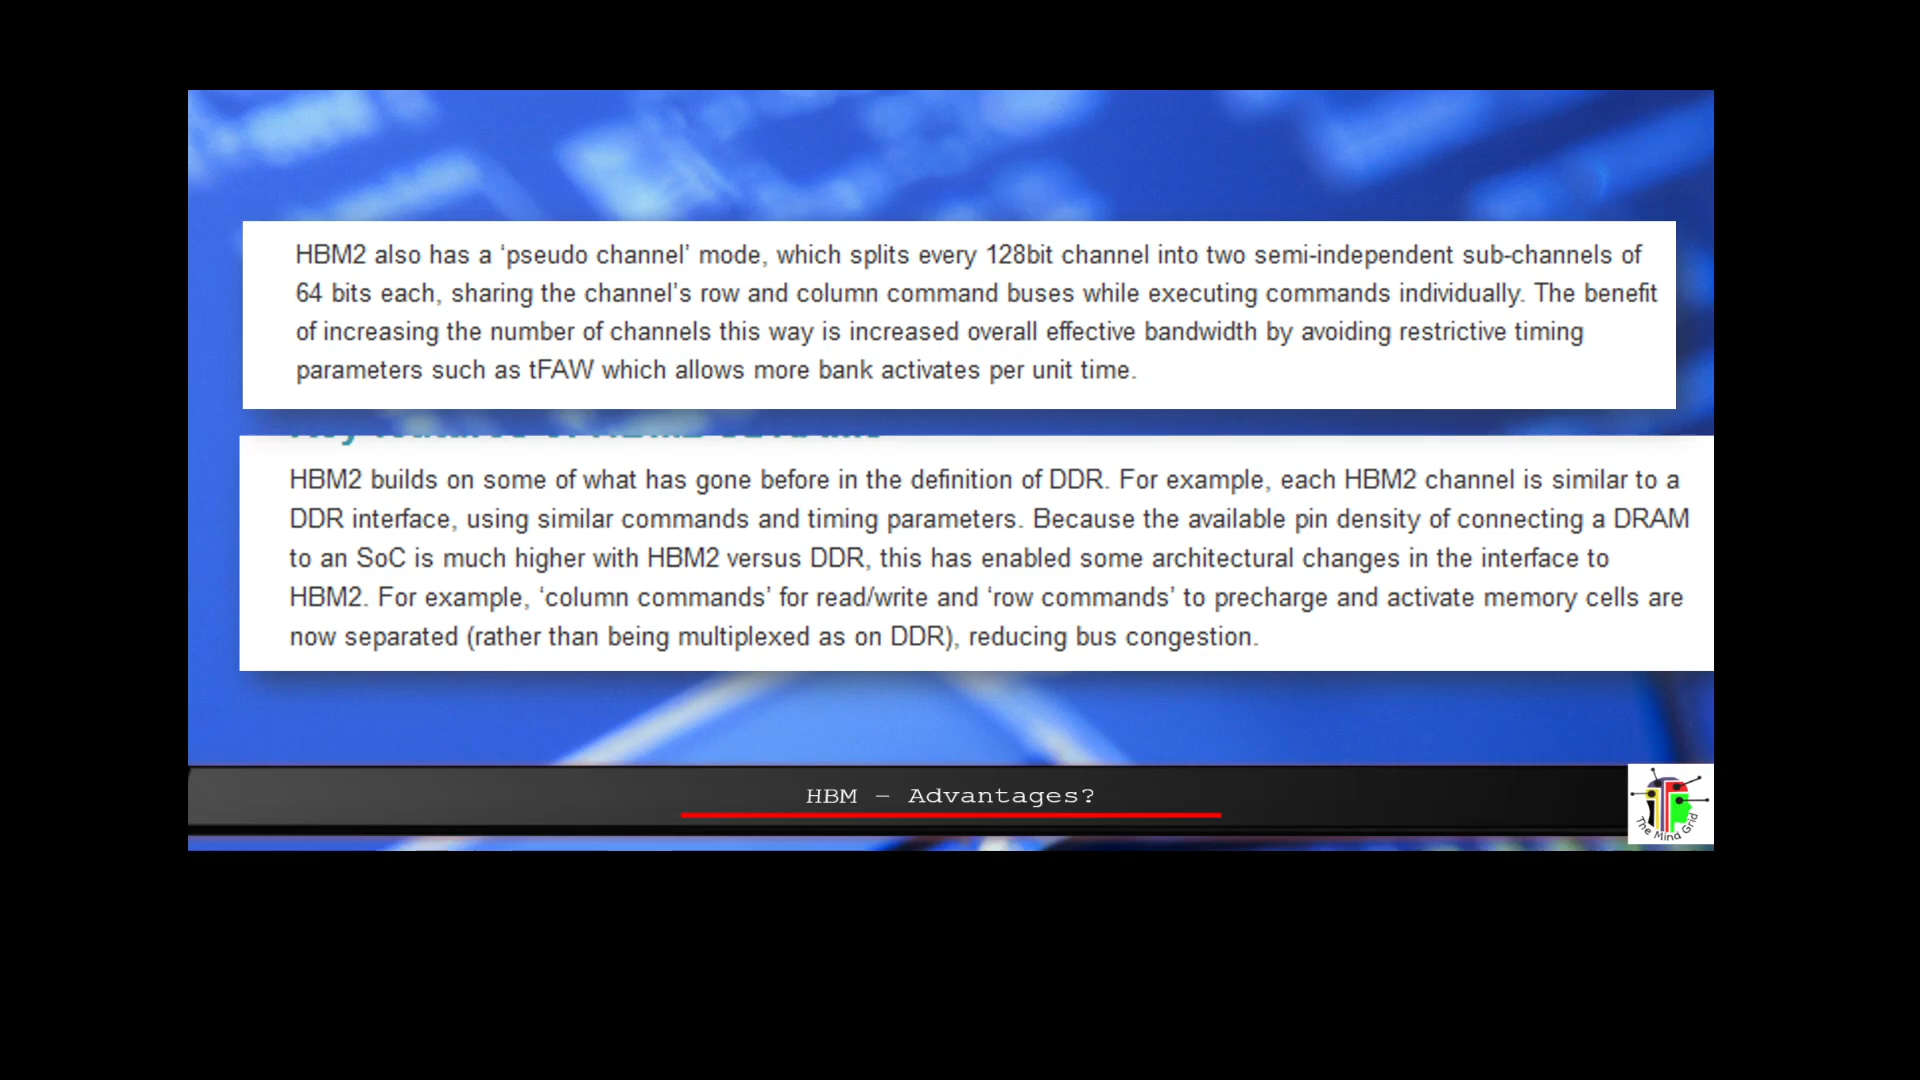 HBM2 also has a ‘pseudo channel’ mode, which splits every 128bit channel into two semi-independent sub-channels of
64 bits each, sharing the channel’s row and column command buses while executing commands individually. The benefit
of increasing the number of channels this way is increased overall effective bandwidth by avoiding restrictive timing
parameters such as tFAW which allows more bank activates per unit time.
HBM2 builds on some of what has gone before in the definition of DDR. For example, each HBM2 channel is similar to a
DDR interface, using similar commands and timing parameters. Because the available pin density of connecting a DRAM
to an SoC is much higher with HBM2 versus DDR, this has enabled some architectural changes in the interface to
HBM2. For example, ‘column commands’ for read/write and ‘row commands’ to precharge and activate memory cells are
now separated (rather than being multiplexed as on DDR), reducing bus congestion.
HBM – Advantages?
The Mind Grid